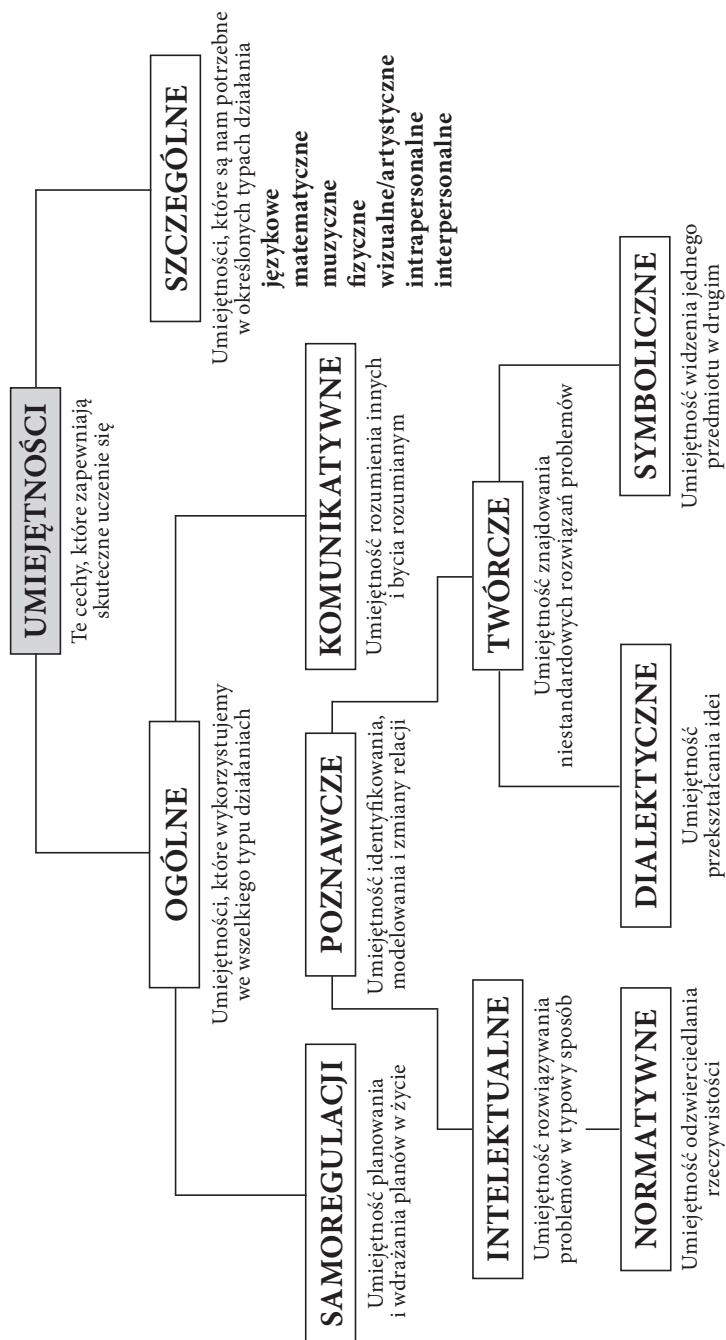 UMIEJĘTNOŚCI
Te cechy, które zapewniają
skuteczne uczenie się
OGÓLNE
Umiejętności, które wykorzystujemy
we wszelkiego typu działaniach
SZCZEGÓLNE
Umiejętności, które są nam potrzebne
w określonych typach działania
językowe
matematyczne
muzyczne
fizyczne
wizualne/artystyczne
intrapersonalne
interpersonalne
SAMOREGULACJI
Umiejętność planowania
i wdrażania planów w życie
POZNAWCZE
Umiejętność identyfikowania,
modelowania i zmiany relacji
KOMUNIKATYWNE
Umiejętność rozumienia innych
i bycia rozumianym
INTELEKTUALNE
Umiejętność rozwiązywania
problemów w typowy sposób
TWÓRCZE
Umiejętność znajdowania
niestandardowych rozwiązań problemów
NORMATYWNE
Umiejętność odzwierciedlania
rzeczywistości
DIALEKTYCZNE
Umiejętność
przekształcania idei
SYMBOLICZNE
Umiejętność widzenia jednego
przedmiotu w drugim